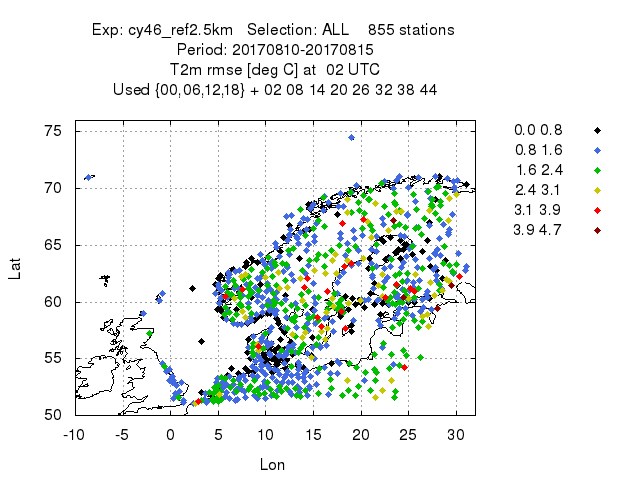 Exp: cy46_ref2.5km   Selection: ALL    855 stations
Period: 20170810-20170815
T2m rmse [deg C] at  02 UTC
Used {00,06,12,18} + 02 08 14 20 26 32 38 44
75
70
65
60
55
50
-10 -5 0 5 10 15 20 25 30
Lat
Lon
0.0 0.8
0.8 1.6
1.6 2.4
2.4 3.1
3.1 3.9
3.9 4.7